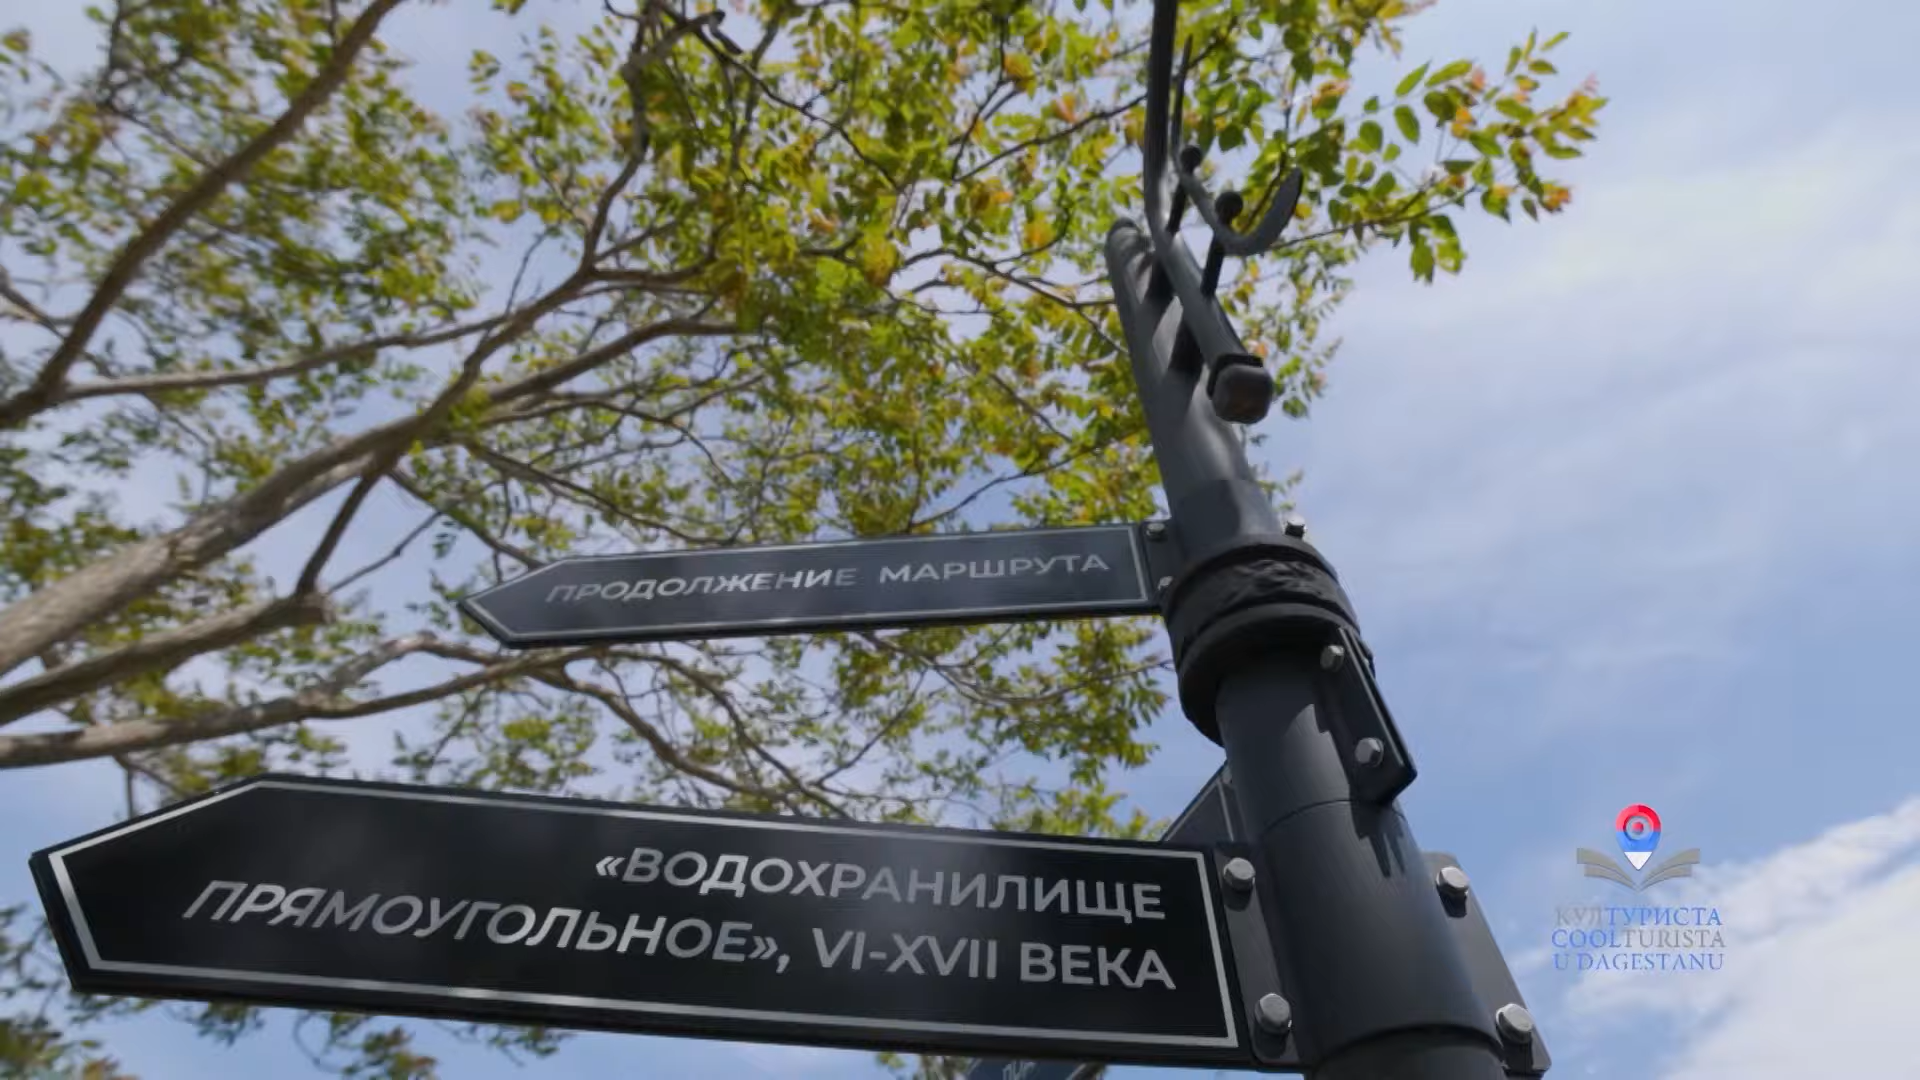 ПРОДОЛЖЕНИЕ МАРШРУТА
«ВОДОХРАНИЛИЩЕ
ПРЯМОУГОЛЬНОЕ», VI-XVII ВЕКА
КУЛТУРИСТА
COOLTURISTA
U DAGESTANU